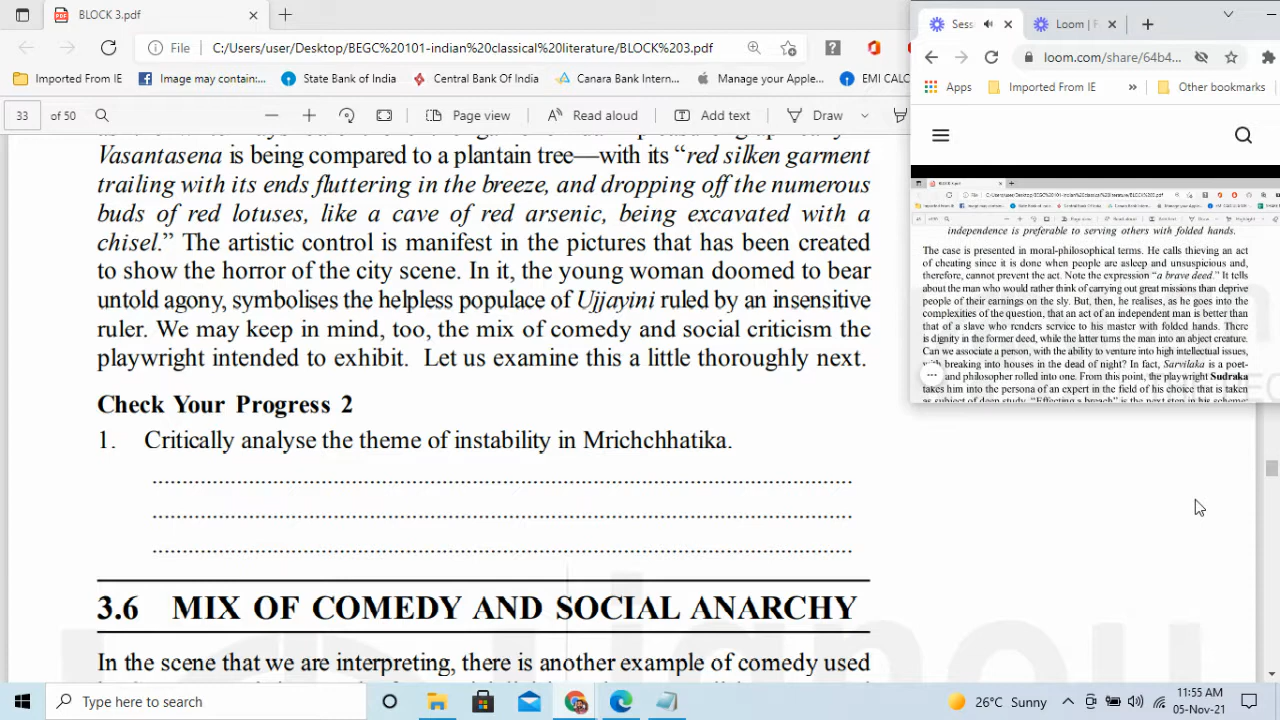 BLOCK 3.pdf
File C:/Users/user/Desktop/BEGC%20101-indian%20classical%20literature/BLOCK%203.pdf
Imported From IE Image may contain:... State Bank of India Central Bank Of India Canara Bank Intern... Manage your Apple... EMI CALC
33 of 50 Page view Read aloud Add text Draw
Vasantasena is being compared to a plantain tree—with its “red silken garment
trailing with its ends fluttering in the breeze, and dropping off the numerous
buds of red lotuses, like a cave of red arsenic, being excavated with a
chisel.” The artistic control is manifest in the pictures that has been created
to show the horror of the city scene. In it, the young woman doomed to bear
untold agony, symbolises the helpless populace of Ujjayini ruled by an insensitive
ruler. We may keep in mind, too, the mix of comedy and social criticism the
playwright intended to exhibit. Let us examine this a little thoroughly next.
Check Your Progress 2
1. Critically analyse the theme of instability in Mrichchhatika.
3.6 MIX OF COMEDY AND SOCIAL ANARCHY
In the scene that we are interpreting, there is another example of comedy used
Sess Loom | F
loom.com/share/64b4...
Apps Imported From IE » Other bookmarks
independence is preferable to serving others with folded hands.
The case is presented in moral-philosophical terms. He calls thieving an act
of cheating since it is done when people are asleep and unsuspicious and,
therefore, cannot prevent the act. Note the expression “a brave deed.” It tells
about the man who would rather think of carrying out great missions than deprive
people of their earnings on the sly. But, then, he realises, as he goes into the
complexities of the question, that an act of an independent man is better than
that of a slave who renders service to his master with folded hands. There
is dignity in the former deed, while the latter turns the man into an abject creature.
Can we associate a person, with the ability to venture into high intellectual issues,
with breaking into houses in the dead of night? In fact, Sarvilaka is a poet-
and philosopher rolled into one. From this point, the playwright Sudraka
takes him into the persona of an expert in the field of his choice that is taken
as subject of deep study. “Effecting a breach” is the next step in his scheme:
Type here to search
26°C Sunny
11:55 AM
05-Nov-21